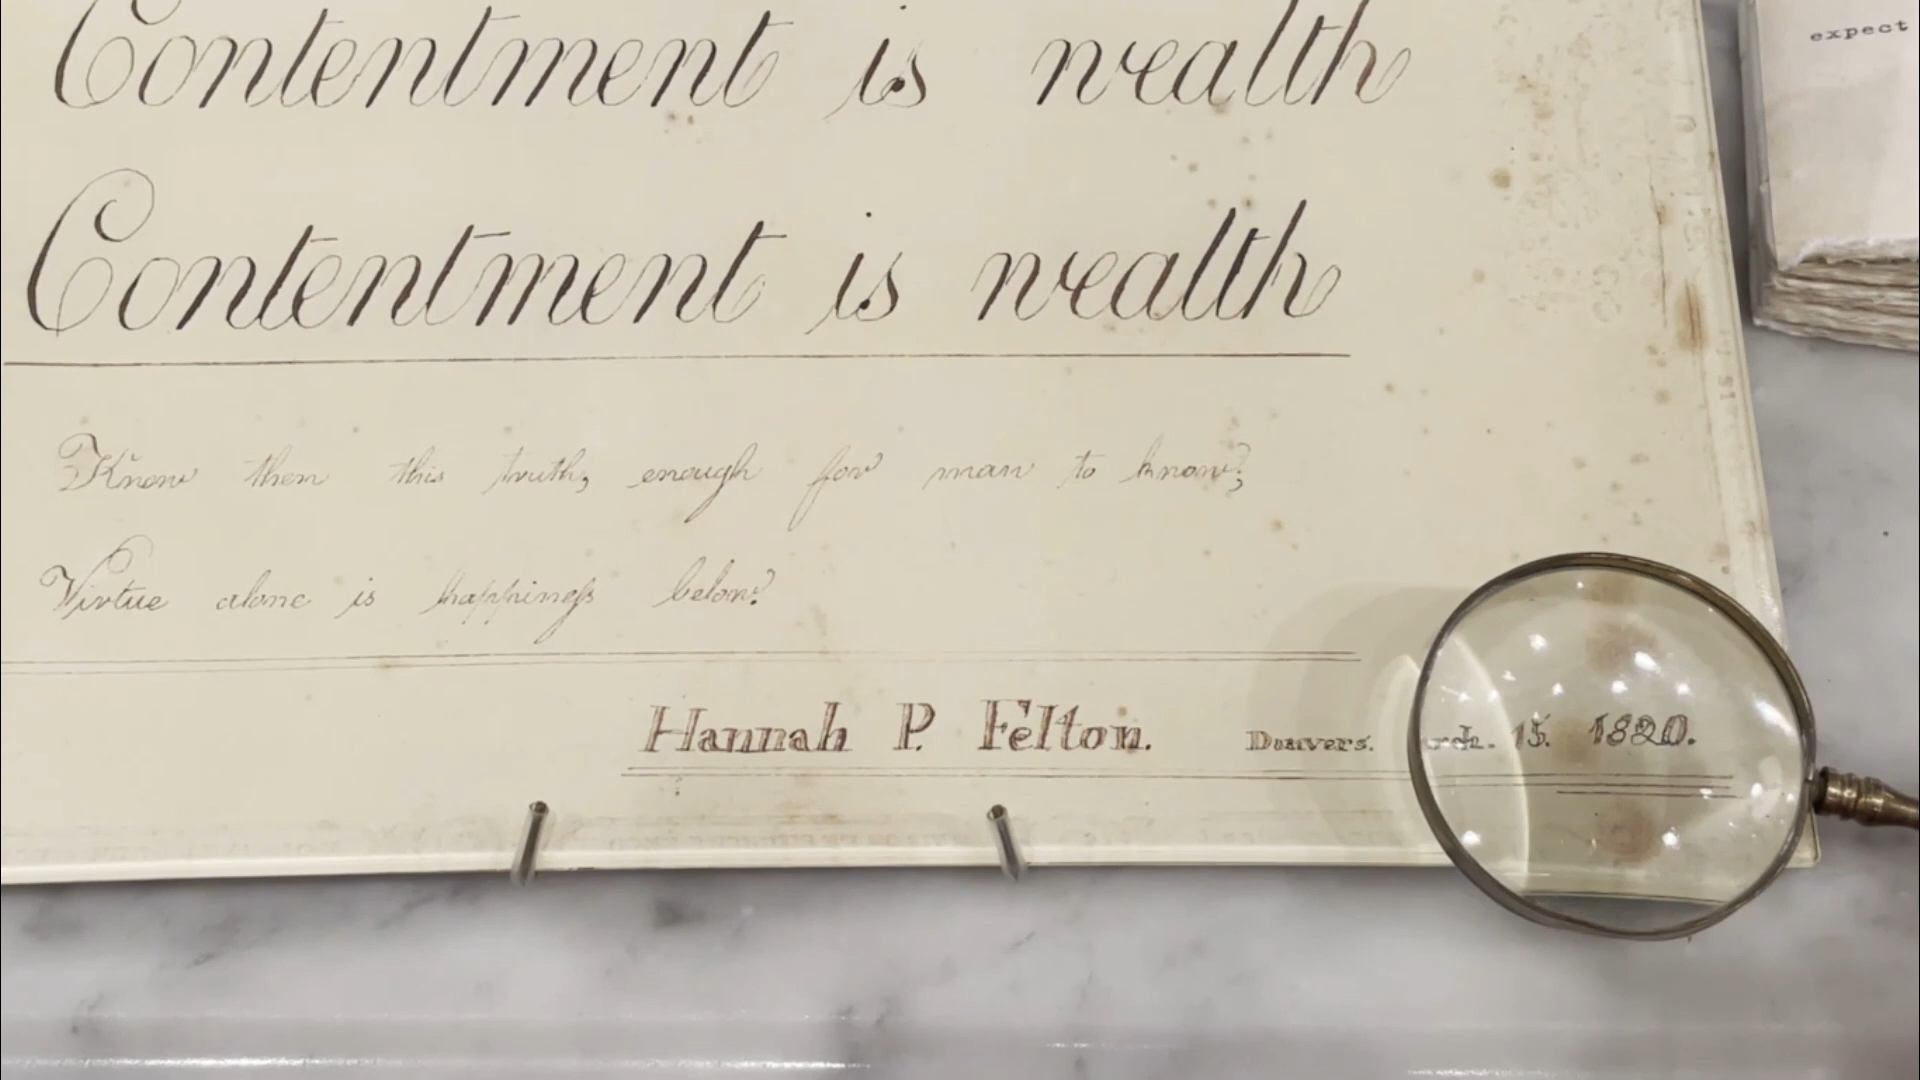 expect
Contentment is wealth
Contentment is wealth
Know then this truth, enough for man to know;
Virtue alone is happineſs below.
Hannah P. Felton. Danvers. 15. 1820.